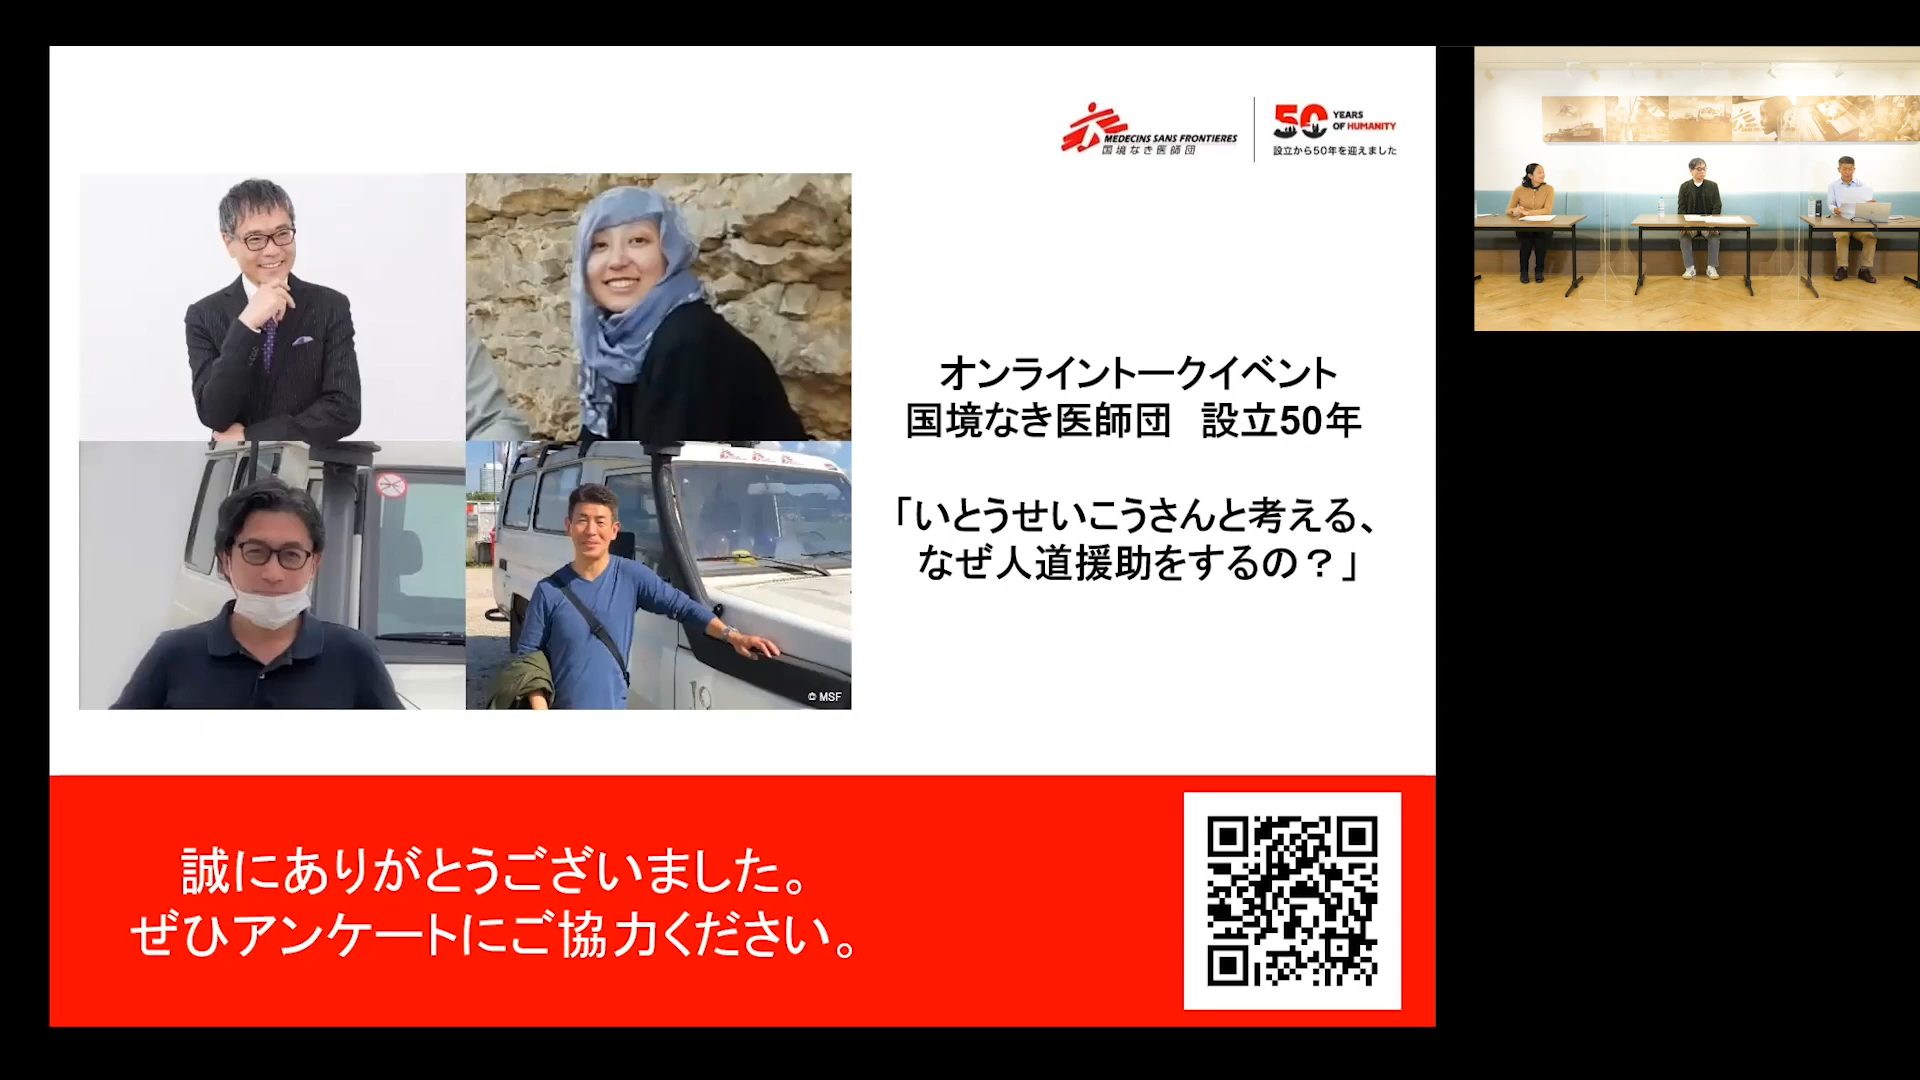 MEDECINS SANS FRONTIERES
国境なき医師団
50 YEARS
OF HUMANITY
設立から50年を迎えました
オンライントークイベント
国境なき医師団　設立50年
「いとうせいこうさんと考える、
なぜ人道援助をするの？」
© MSF
誠にありがとうございました。
ぜひアンケートにご協力ください。